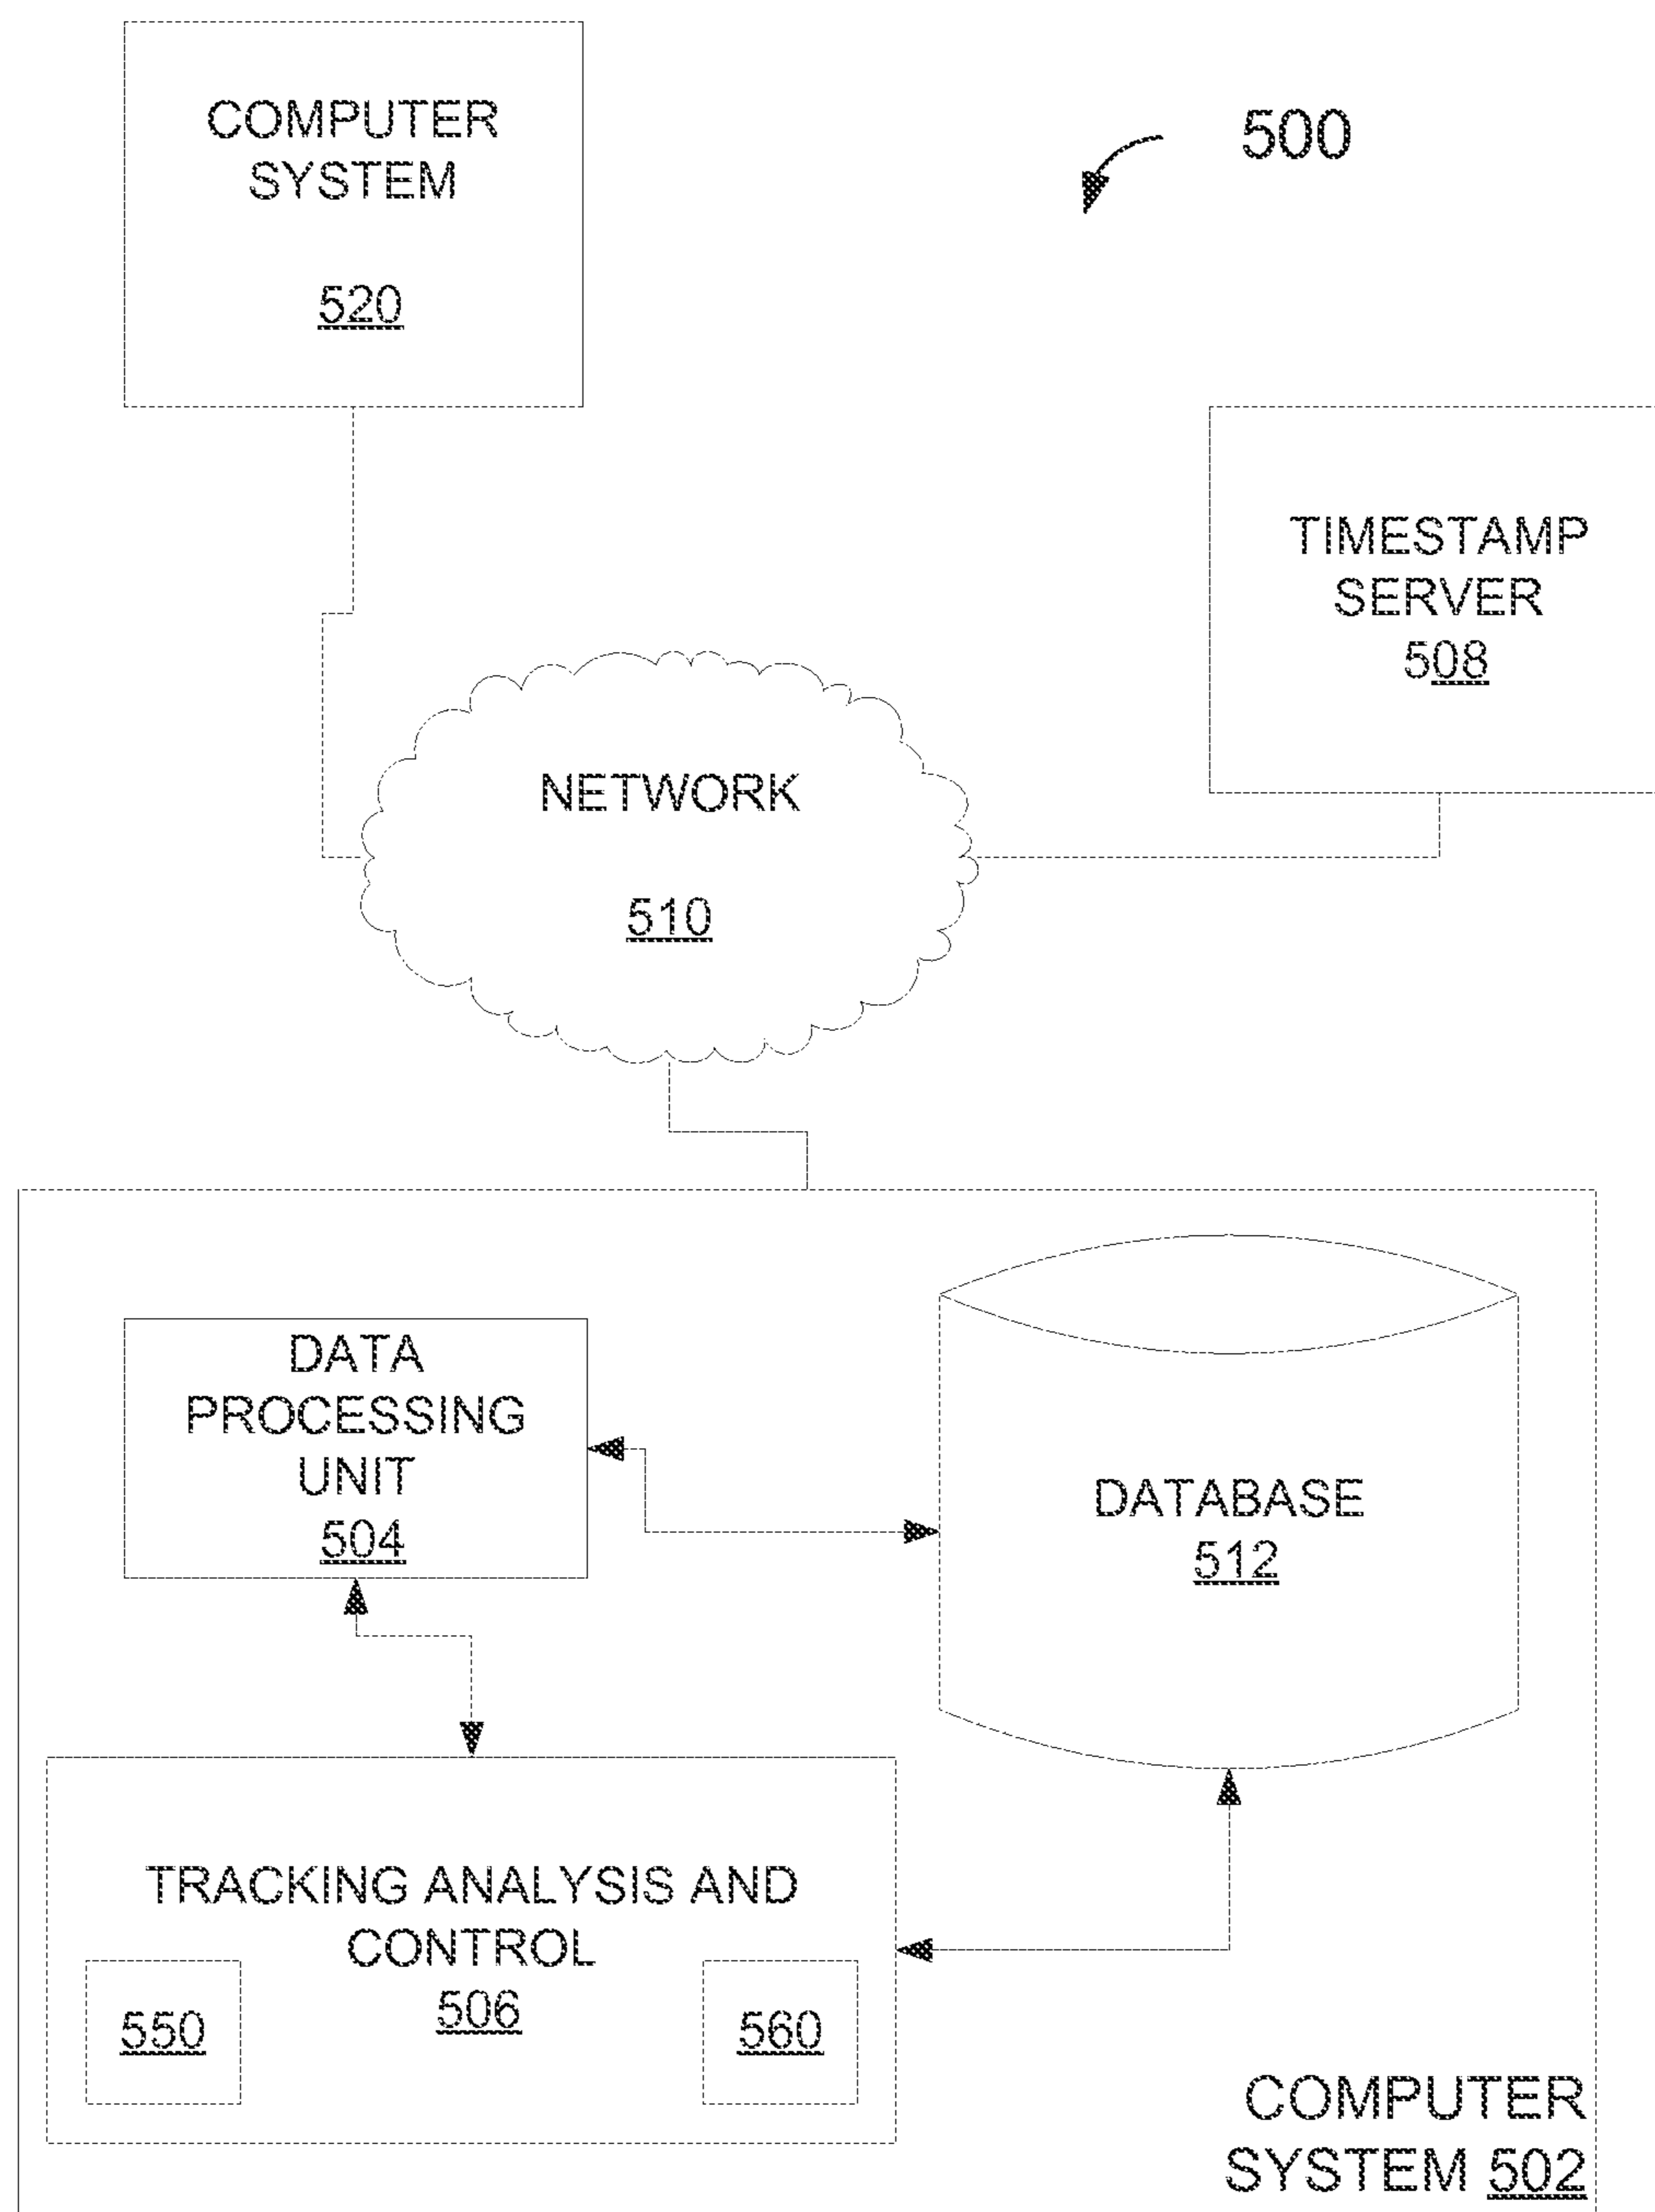 COMPUTER
SYSTEM
520
500
TIMESTAMP
SERVER
508
NETWORK
510
DATA
PROCESSING
UNIT
504
DATABASE
512
TRACKING ANALYSIS AND
CONTROL
506
550
560
COMPUTER
SYSTEM 502